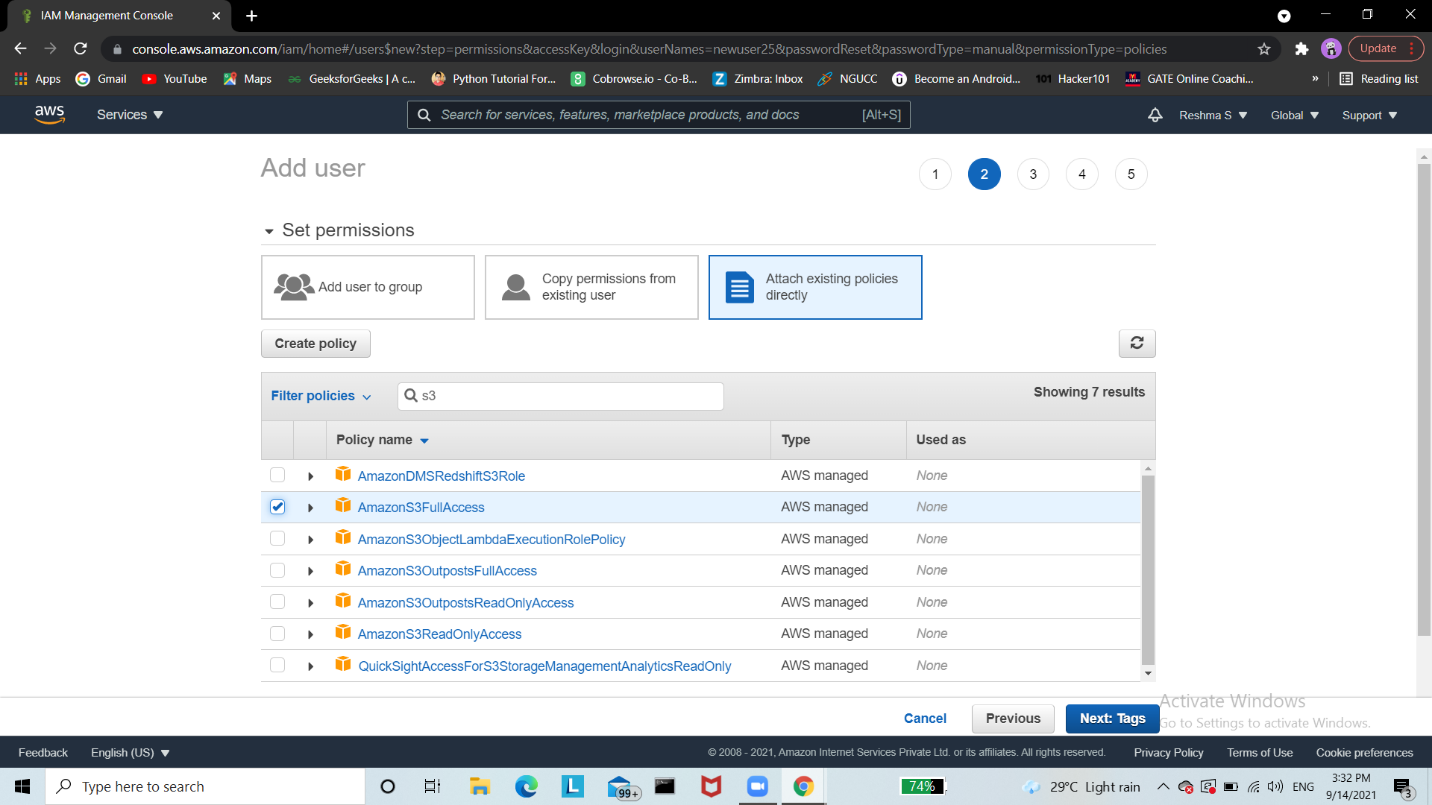 IAM Management Console
console.aws.amazon.com/iam/home#/users$new?step=permissions&accessKey&login&userNames=newuser25&passwordReset&passwordType=manual&permissionType=policies
Update
Apps Gmail YouTube Maps GeeksforGeeks | A c... Python Tutorial For... Cobrowse.io - Co-B... Zimbra: Inbox NGUCC Become an Android... 101 Hacker101 GATE Online Coachi... » Reading list
aws Services Search for services, features, marketplace products, and docs [Alt+S] Reshma S Global Support
Add user 1 2 3 4 5
Set permissions
Add user to group
Copy permissions from
existing user
Attach existing policies
directly
Create policy
Filter policies s3 Showing 7 results
Policy name Type Used as
AmazonDMSRedshiftS3Role AWS managed None
AmazonS3FullAccess AWS managed None
AmazonS3ObjectLambdaExecutionRolePolicy AWS managed None
AmazonS3OutpostsFullAccess AWS managed None
AmazonS3OutpostsReadOnlyAccess AWS managed None
AmazonS3ReadOnlyAccess AWS managed None
QuickSightAccessForS3StorageManagementAnalyticsReadOnly AWS managed None
Activate Windows
Go to Settings to activate Windows.
Cancel Previous Next: Tags
Feedback English (US) © 2008 - 2021, Amazon Internet Services Private Ltd. or its affiliates. All rights reserved. Privacy Policy Terms of Use Cookie preferences
Type here to search L 99+ 74% 29°C Light rain ENG 3:32 PM
9/14/2021 3